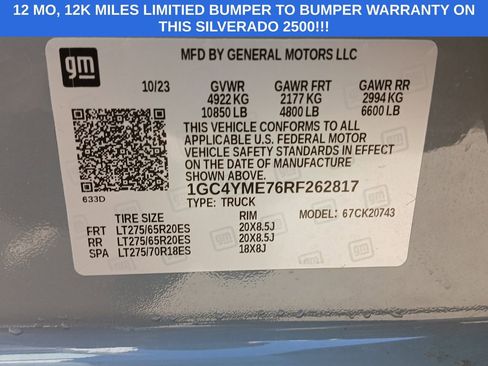 12 MO, 12K MILES LIMITIED BUMPER TO BUMPER WARRANTY ON
THIS SILVERADO 2500!!!
gm
MFD BY GENERAL MOTORS LLC
10/23 GVWR GAWR FRT GAWR RR
4922 KG 2177 KG 2994 KG
10850 LB 4800 LB 6600 LB
THIS VEHICLE CONFORMS TO ALL
APPLICABLE U.S. FEDERAL MOTOR
VEHICLE SAFETY STANDARDS IN EFFECT
ON THE DATE OF MANUFACTURE
SHOWN ABOVE.
1GC4YME76RF262817
TYPE: TRUCK MODEL: 67CK20743
633D
TIRE SIZE RIM
FRT LT275/65R20ES 20X8.5J
RR LT275/65R20ES 20X8.5J
SPA LT275/70R18ES 18X8J